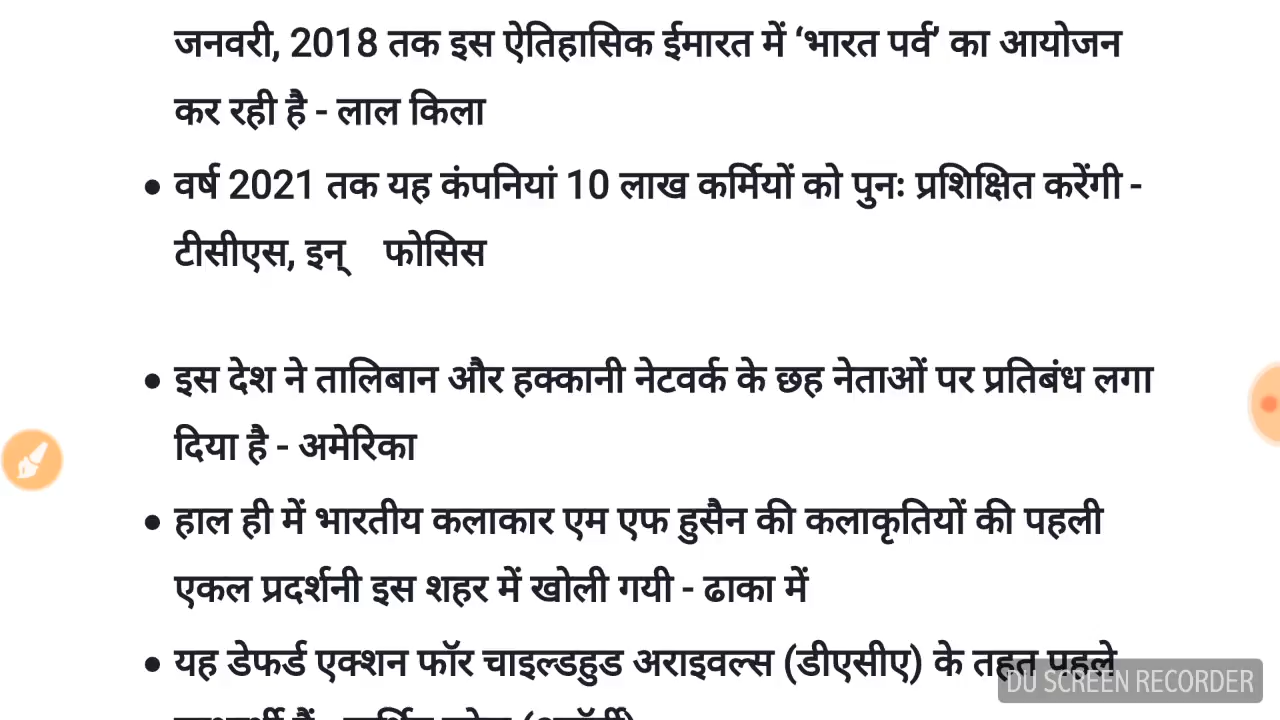 जनवरी, 2018 तक इस ऐतिहासिक ईमारत में ‘भारत पर्व’ का आयोजन
कर रही है - लाल किला
• वर्ष 2021 तक यह कंपनियां 10 लाख कर्मियों को पुनः प्रशिक्षित करेंगी -
टीसीएस, इन् फोसिस
• इस देश ने तालिबान और हक्कानी नेटवर्क के छह नेताओं पर प्रतिबंध लगा
दिया है - अमेरिका
• हाल ही में भारतीय कलाकार एम एफ हुसैन की कलाकृतियों की पहली
एकल प्रदर्शनी इस शहर में खोली गयी - ढाका में
• यह डेफर्ड एक्शन फॉर चाइल्डहुड अराइवल्स (डीएसीए) के तहत पहले
DU SCREEN RECORDER